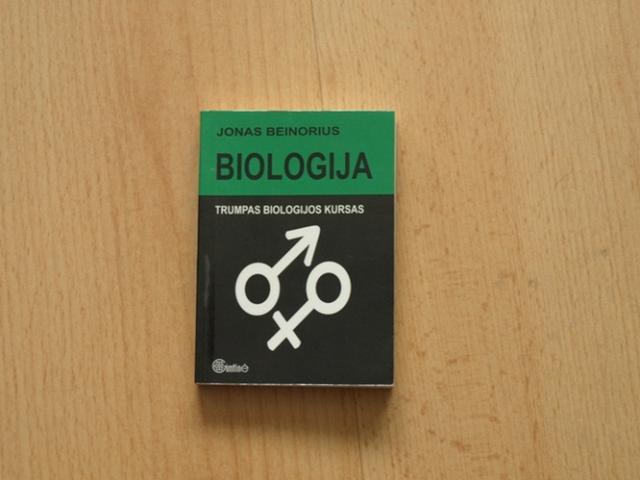 JONAS BEINORIUS
BIOLOGIJA
TRUMPAS BIOLOGIJOS KURSAS